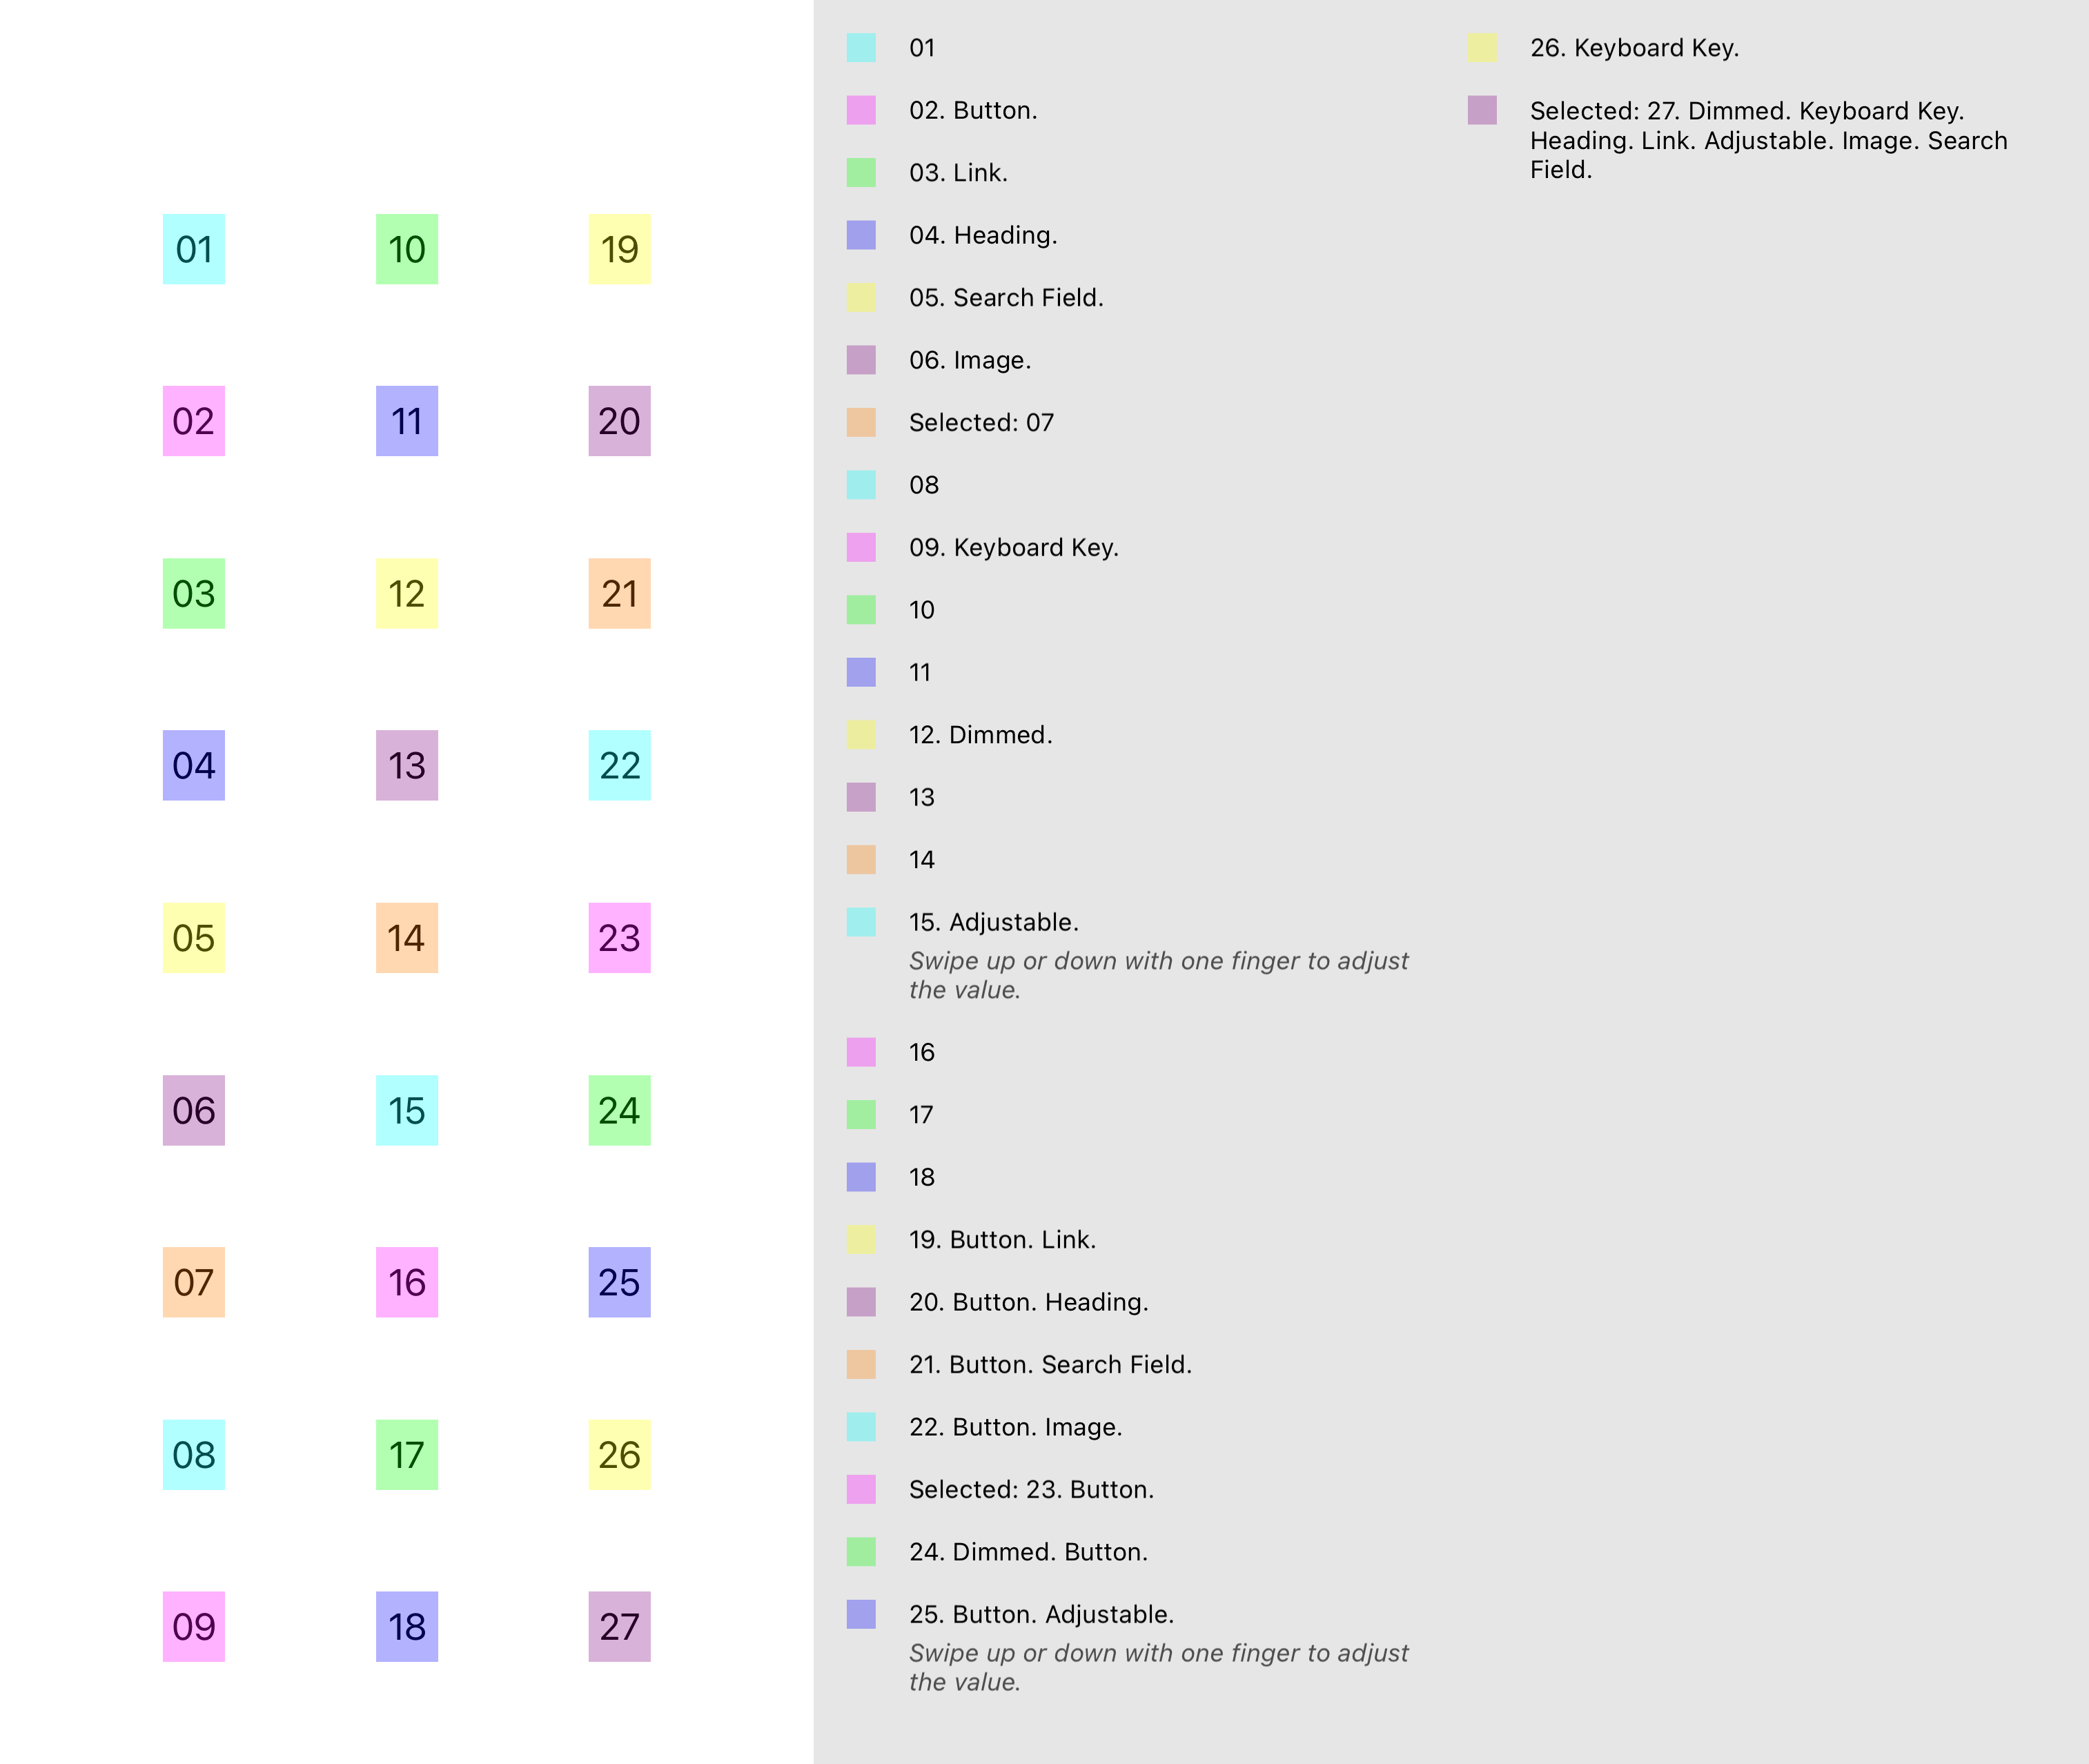 01
10
19
02
11
20
03
12
21
04
13
22
05
14
23
06
15
24
07
16
25
08
17
26
09
18
27
01
02. Button.
03. Link.
04. Heading.
05. Search Field.
06. Image.
Selected: 07
08
09. Keyboard Key.
10
11
12. Dimmed.
13
14
15. Adjustable.
Swipe up or down with one finger to adjust
the value.
16
17
18
19. Button. Link.
20. Button. Heading.
21. Button. Search Field.
22. Button. Image.
Selected: 23. Button.
24. Dimmed. Button.
25. Button. Adjustable.
Swipe up or down with one finger to adjust
the value.
26. Keyboard Key.
Selected: 27. Dimmed. Keyboard Key.
Heading. Link. Adjustable. Image. Search
Field.